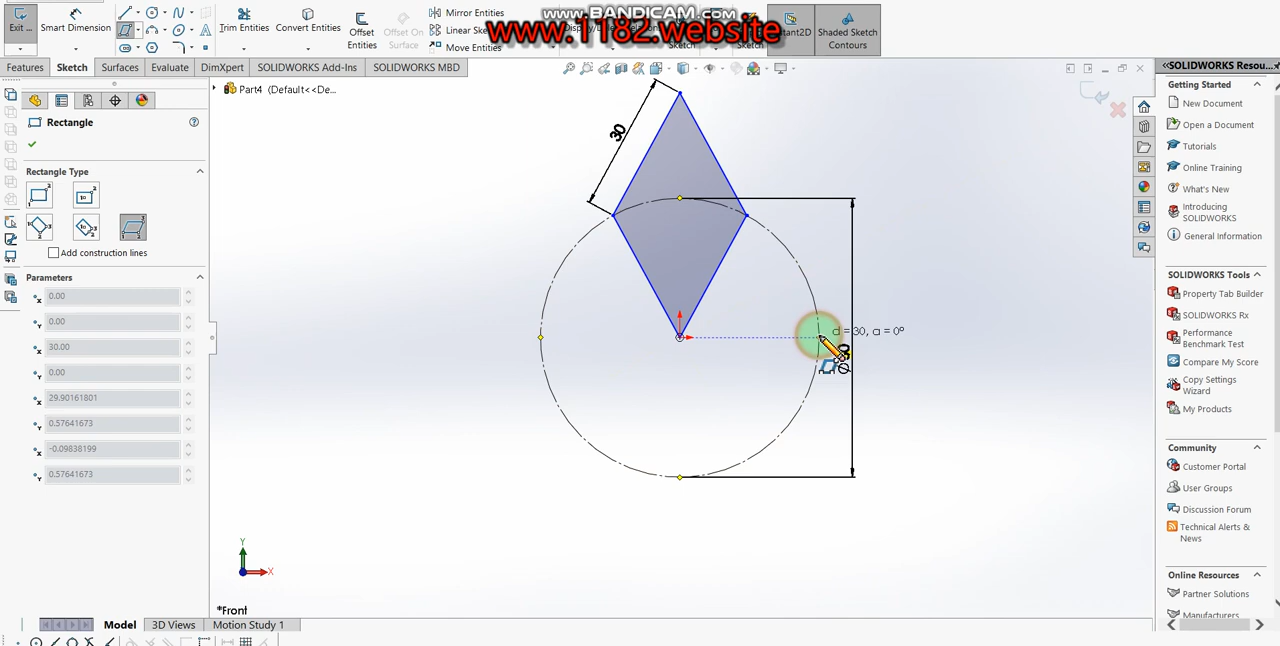 www.BANDICAM.com
www.1182.website
Exit ...
Trim Entities
Convert Entities
Offset
Entities
Offset On
Surface
Mirror Entities
Linear
Move Entities
Shaded Sketch
Contours
Features
Sketch
Surfaces
Evaluate
DimXpert
SOLIDWORKS Add-Ins
SOLIDWORKS MBD
Part4 (Default<<De...
Rectangle
Rectangle Type
Add construction lines
Parameters
0.00
0.00
30.00
0.00
29.90161801
0.57641673
-0.09838199
0.57641673
30
d = 30, a = 0°
Y
X
*Front
Model
3D Views
Motion Study 1
SOLIDWORKS Resou...
Getting Started
New Document
Open a Document
Tutorials
Online Training
What's New
Introducing
SOLIDWORKS
General Information
SOLIDWORKS Tools
Property Tab Builder
SOLIDWORKS Rx
Performance
Benchmark Test
Compare My Score
Copy Settings
Wizard
My Products
Community
Customer Portal
User Groups
Discussion Forum
Technical Alerts &
News
Online Resources
Partner Solutions
Manufacturers